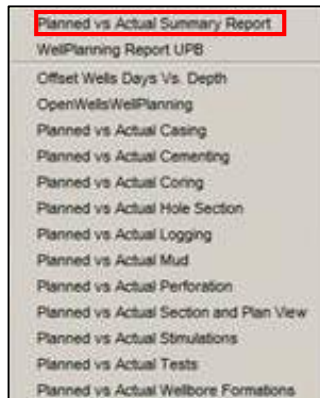 Planned vs Actual Summary Report
WellPlanning Report UPB
Offset Wells Days Vs. Depth
OpenWellsWellPlanning
Planned vs Actual Casing
Planned vs Actual Cementing
Planned vs Actual Coring
Planned vs Actual Hole Section
Planned vs Actual Logging
Planned vs Actual Mud
Planned vs Actual Perforation
Planned vs Actual Section and Plan View
Planned vs Actual Stimulations
Planned vs Actual Tests
Planned vs Actual Wellbore Formations